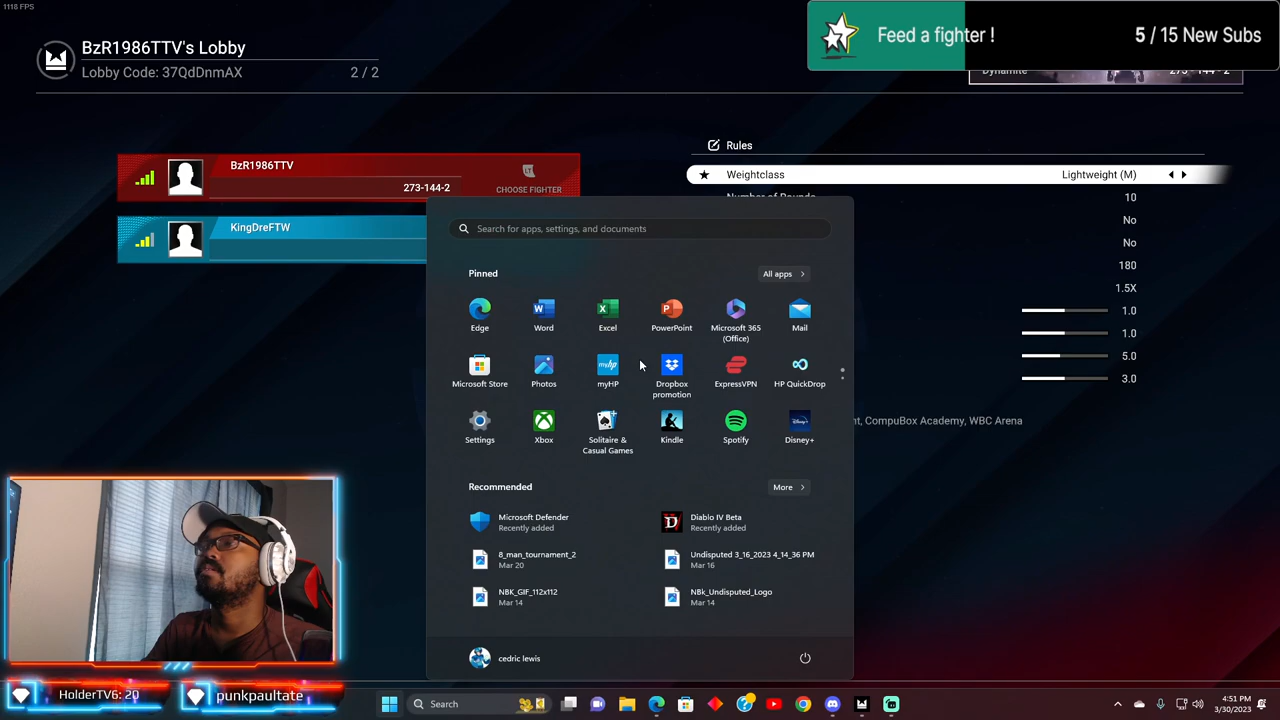 1118 FPS
BzR1986TTV's Lobby
Lobby Code: 37QdDnmAX
2 / 2
Feed a fighter !
5 / 15 New Subs
Dynamite
273-144-2
BzR1986TTV
273-144-2
LT
CHOOSE FIGHTER
KingDreFTW
Rules
Weightclass
Lightweight (M)
Number of Rounds
10
No
No
180
1.5X
1.0
1.0
5.0
3.0
nt, CompuBox Academy, WBC Arena
Search for apps, settings, and documents
Pinned
All apps
Edge
Word
Excel
PowerPoint
Microsoft 365
(Office)
Mail
Microsoft Store
Photos
myHP
Dropbox
promotion
ExpressVPN
HP QuickDrop
Settings
Xbox
Solitaire &
Casual Games
Kindle
Spotify
Disney+
Recommended
More
Microsoft Defender
Recently added
Diablo IV Beta
Recently added
8_man_tournament_2
Mar 20
Undisputed 3_16_2023 4_14_36 PM
Mar 16
NBK_GIF_112x112
Mar 14
NBk_Undisputed_Logo
Mar 14
cedric lewis
HolderTV6: 20
punkpaultate
Search
4:51 PM
3/30/2023